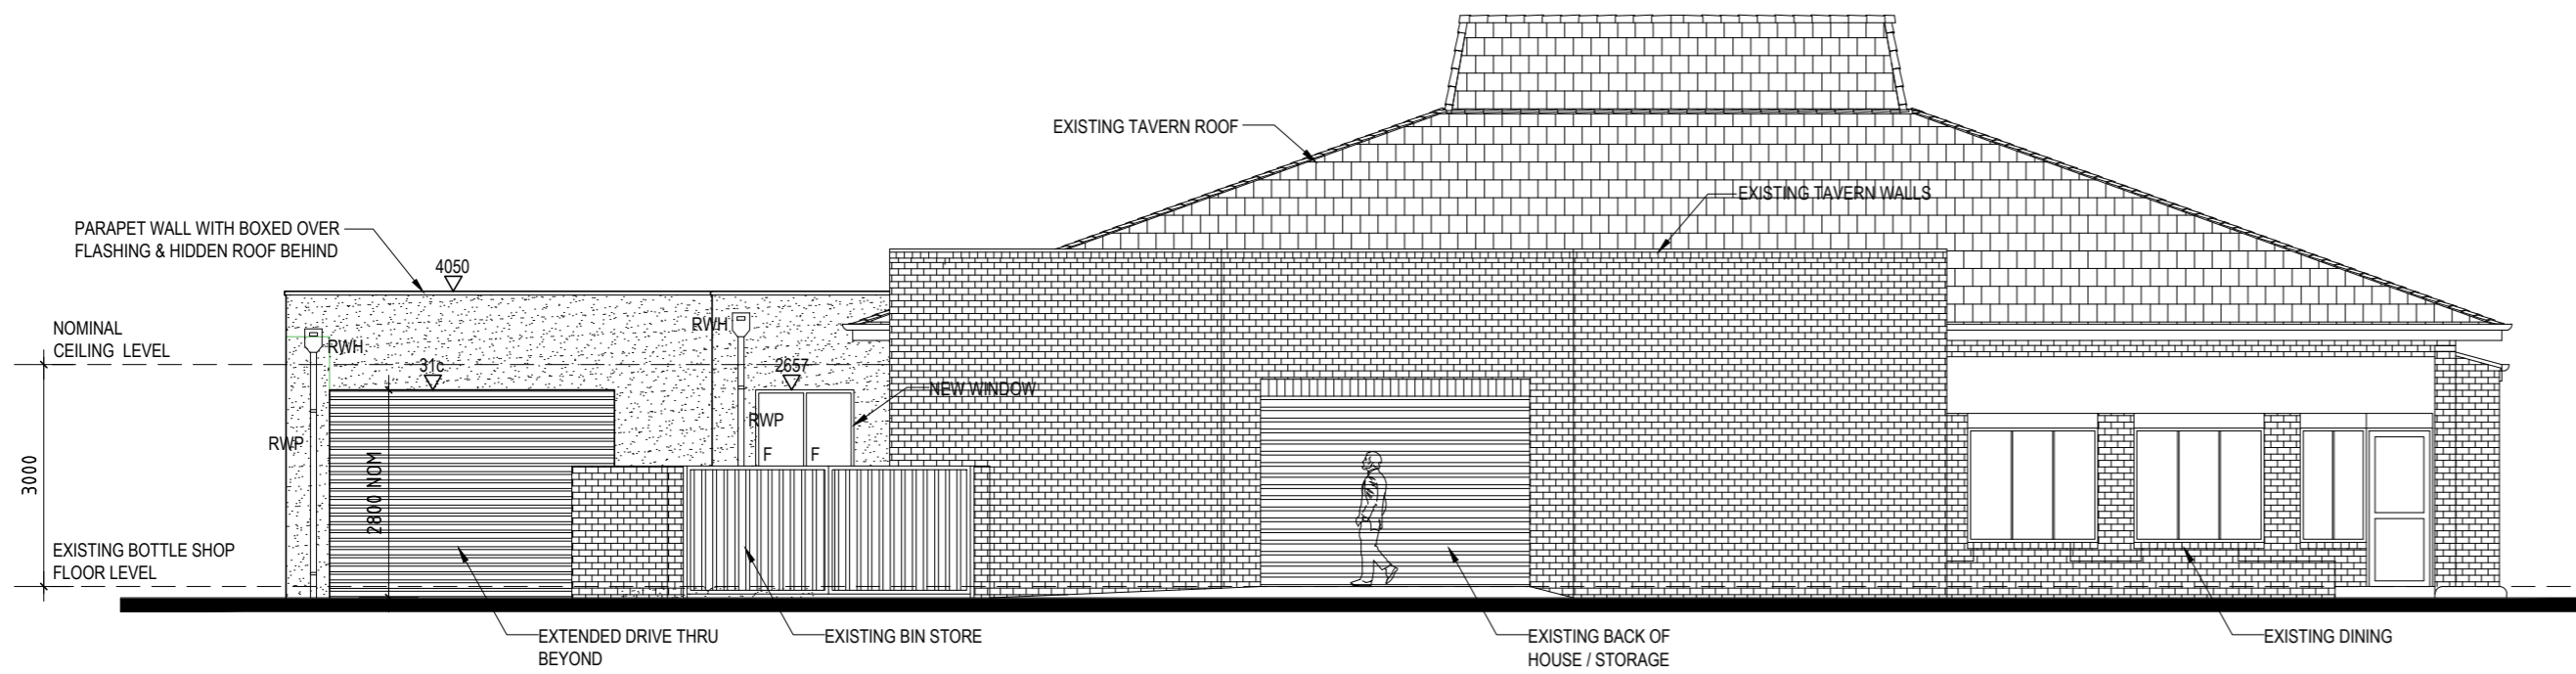 EXISTING TAVERN ROOF
EXISTING TAVERN WALLS
PARAPET WALL WITH BOXED OVER
FLASHING & HIDDEN ROOF BEHIND
4050
NOMINAL
CEILING LEVEL
RWH
RWH
31c
2657
NEW WINDOW
RWP
RWP
F F
3000
2800 NOM
EXISTING BOTTLE SHOP
FLOOR LEVEL
EXTENDED DRIVE THRU
BEYOND
EXISTING BIN STORE
EXISTING BACK OF
HOUSE / STORAGE
EXISTING DINING